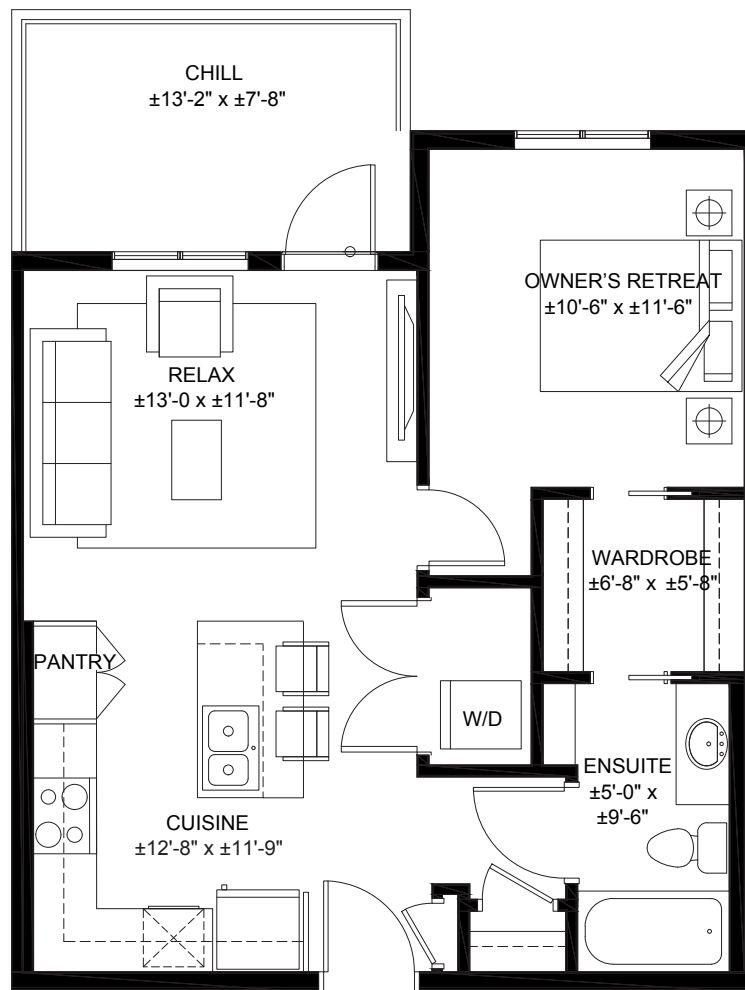 CHILL
±13'-2" x ±7'-8"
OWNER'S RETREAT
±10'-6" x ±11'-6"
RELAX
±13'-0 x ±11'-8"
WARDROBE
±6'-8" x ±5'-8"
PANTRY
W/D
ENSUITE
±5'-0" x
±9'-6"
CUISINE
±12'-8" x ±11'-9"